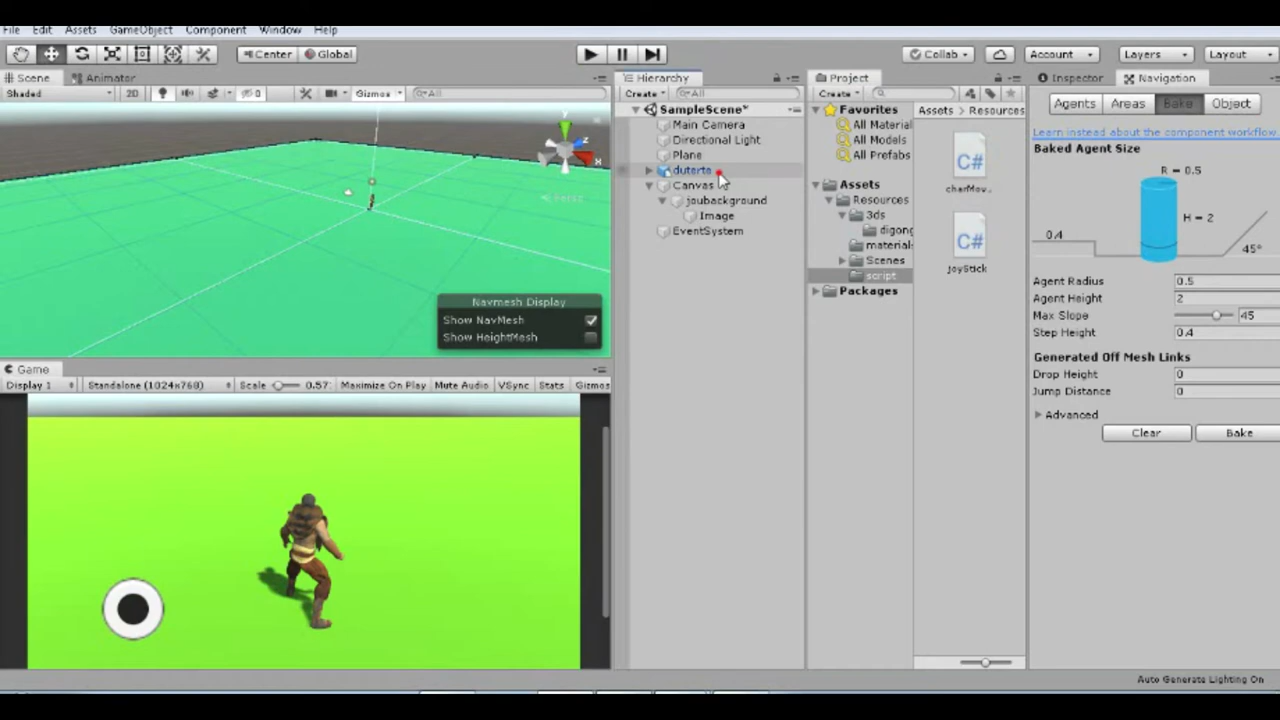 File Edit Assets GameObject Component Window Help
Center Global Collab Account Layers Layout
Scene Animator
Shaded 2D 0 Gizmos All
Y
X
Z
Persp
Navmesh Display
Show NavMesh
Show HeightMesh
Game
Display 1 Standalone (1024x768) Scale 0.57 Maximize On Play Mute Audio VSync Stats Gizmos
Hierarchy
Create All
SampleScene*
Main Camera
Directional Light
Plane
duterte
Canvas
joubackground
Image
EventSystem
Project
Create
Favorites
All Material
All Models
All Prefabs
Assets
Resources
3ds
digong
materials
Scenes
script
Packages
Assets Resources
C#
charMov...
C#
joyStick
Inspector Navigation
Agents Areas Bake Object
Learn instead about the component workflow.
Baked Agent Size
R = 0.5
H = 2
0.4
45°
Agent Radius 0.5
Agent Height 2
Max Slope 45
Step Height 0.4
Generated Off Mesh Links
Drop Height 0
Jump Distance 0
Advanced
Clear Bake
Auto Generate Lighting On